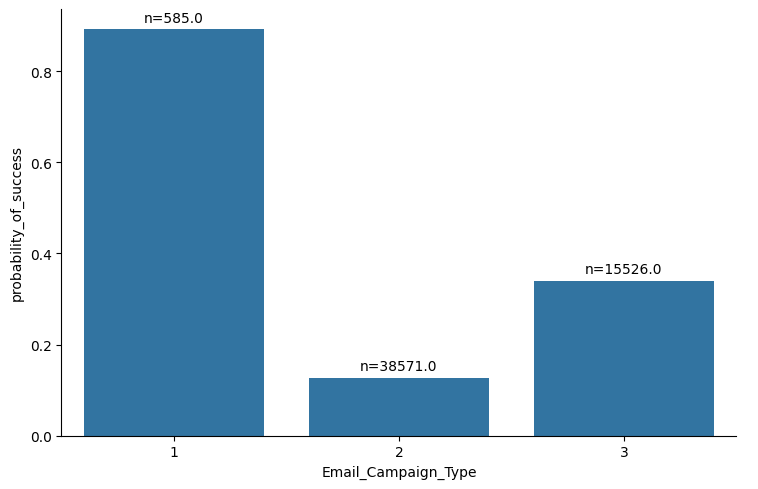 n=585.0
0.8
probability_of_success
0.6
0.4
n=15526.0
n=38571.0
0.2
0.0
1 2 3
Email_Campaign_Type